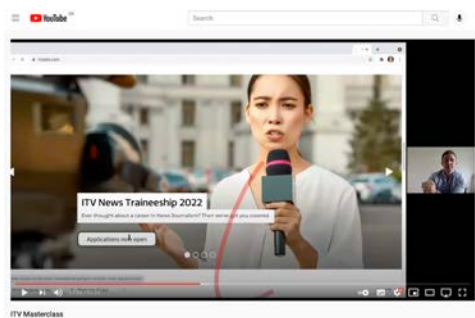 YouTube
Search
ITV News Traineeship 2022
Ever thought about a career in News Journalism? Then we've got you covered.
Applications now open
ITV Masterclass